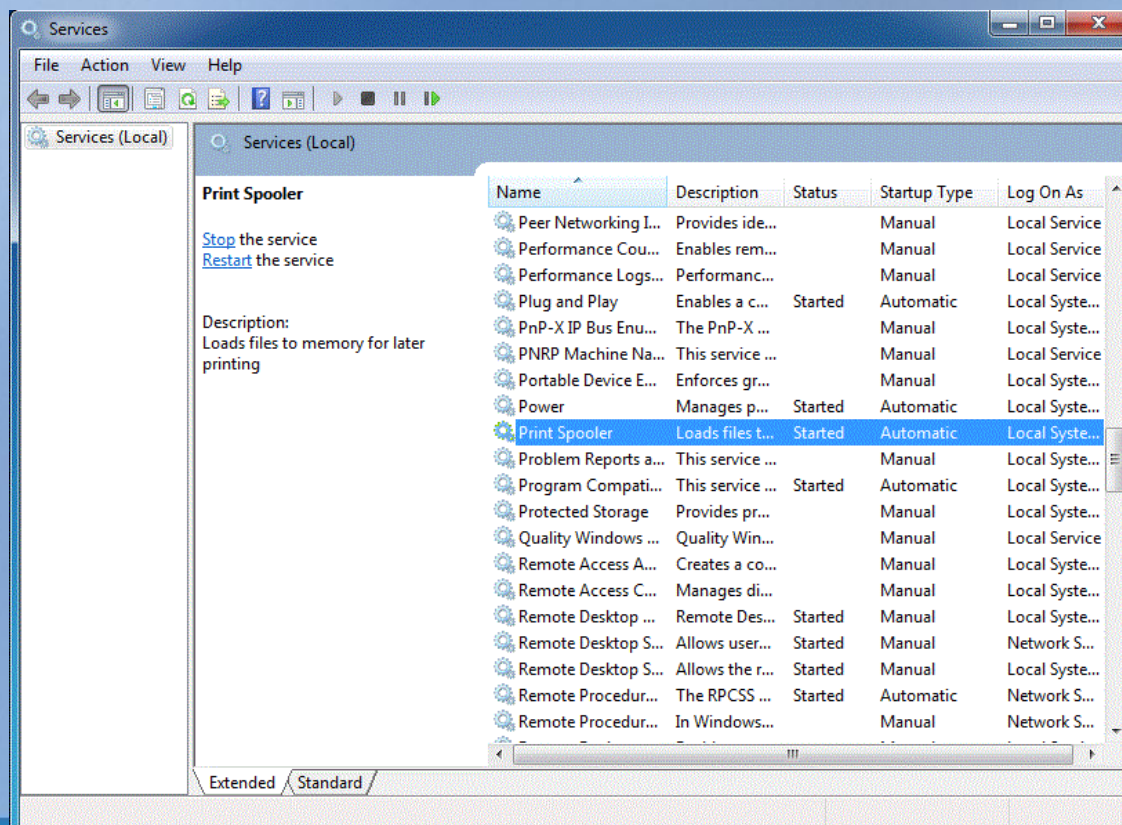 Services
File Action View Help
Services (Local)
Services (Local)
Print Spooler
Stop the service
Restart the service
Description:
Loads files to memory for later
printing
Name Description Status Startup Type Log On As
Peer Networking I... Provides ide... Manual Local Service
Performance Cou... Enables rem... Manual Local Service
Performance Logs... Performanc... Manual Local Service
Plug and Play Enables a c... Started Automatic Local Syste...
PnP-X IP Bus Enu... The PnP-X ... Manual Local Syste...
PNRP Machine Na... This service ... Manual Local Service
Portable Device E... Enforces gr... Manual Local Syste...
Power Manages p... Started Automatic Local Syste...
Print Spooler Loads files t... Started Automatic Local Syste...
Problem Reports a... This service ... Manual Local Syste...
Program Compati... This service ... Started Automatic Local Syste...
Protected Storage Provides pr... Manual Local Syste...
Quality Windows ... Quality Win... Manual Local Service
Remote Access A... Creates a co... Manual Local Syste...
Remote Access C... Manages di... Manual Local Syste...
Remote Desktop ... Remote Des... Started Manual Local Syste...
Remote Desktop S... Allows user... Started Manual Network S...
Remote Desktop S... Allows the r... Started Manual Local Syste...
Remote Procedur... The RPCSS ... Started Automatic Network S...
Remote Procedur... In Windows... Manual Network S...
Extended Standard